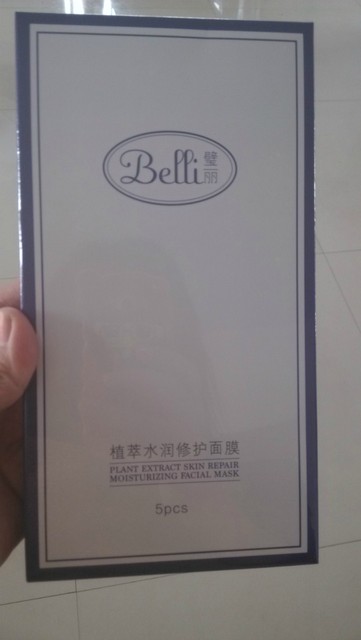 Belli 璧丽
植萃水润修护面膜
PLANT EXTRACT SKIN REPAIR
MOISTURIZING FACIAL MASK
5pcs